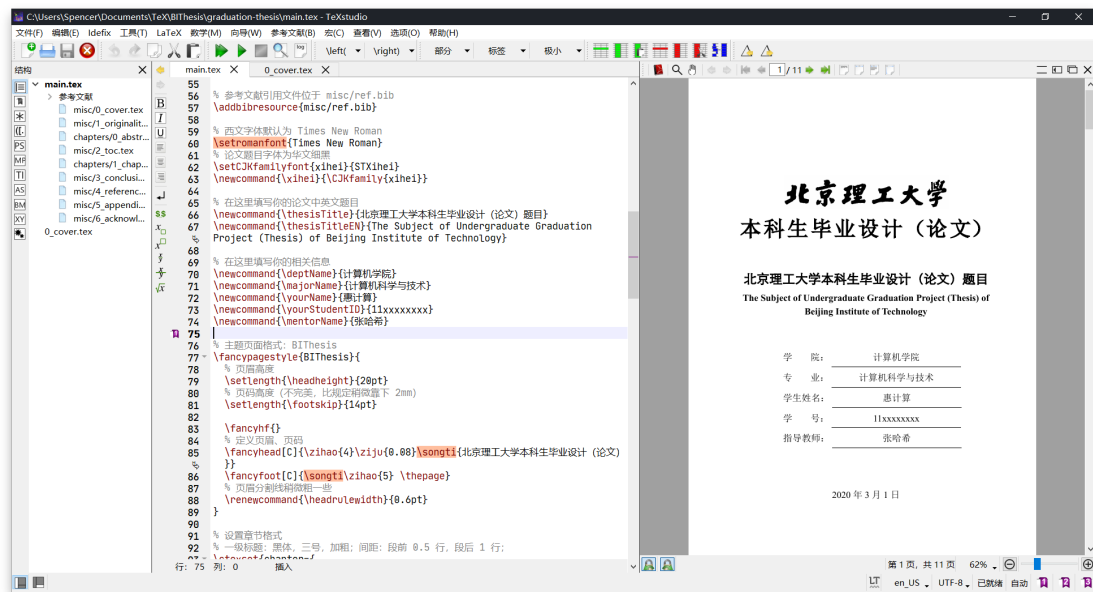 C:\Users\Spencer\Documents\TeX\BIThesis\graduation-thesis\main.tex - TeXstudio
文件(F) 编辑(E) Idefix 工具(T) LaTeX 数学(M) 向导(W) 参考文献(B) 宏(C) 查看(V) 选项(O) 帮助(H)
log \left( \right) 部分 标签 极小
结构
main.tex
参考文献
misc/0_cover.tex
misc/1_originalit...
chapters/0_abstr...
misc/2_toc.tex
chapters/1_chap...
misc/3_conclusi...
misc/4_referenc...
misc/5_appendi...
misc/6_acknowl...
0_cover.tex
main.tex 0_cover.tex
55
56 % 参考文献引用文件位于 misc/ref.bib
57 \addbibresource{misc/ref.bib}
58
59 % 西文字体默认为 Times New Roman
60 \setromanfont{Times New Roman}
61 % 论文题目字体为华文细黑
62 \setCJKfamilyfont{xihei}{STXihei}
63 \newcommand{\xihei}{\CJKfamily{xihei}}
64
65 % 在这里填写你的论文中英文题目
66 \newcommand{\thesisTitle}{北京理工大学本科生毕业设计（论文）题目}
67 \newcommand{\thesisTitleEN}{The Subject of Undergraduate Graduation
Project (Thesis) of Beijing Institute of Technology}
68
69 % 在这里填写你的相关信息
70 \newcommand{\deptName}{计算机学院}
71 \newcommand{\majorName}{计算机科学与技术}
72 \newcommand{\yourName}{惠计算}
73 \newcommand{\yourStudentID}{11xxxxxxxx}
74 \newcommand{\mentorName}{张哈希}
75
76 % 主题页面格式：BIThesis
77 \fancypagestyle{BIThesis}{
78 % 页眉高度
79 \setlength{\headheight}{20pt}
80 % 页码高度（不完美，比规定稍微靠下 2mm）
81 \setlength{\footskip}{14pt}
82
83 \fancyhf{}
84 % 定义页眉、页码
85 \fancyhead[C]{\zihao{4}\ziju{0.08}\songti{北京理工大学本科生毕业设计（论文）
}}
86 \fancyfoot[C]{\songti\zihao{5} \thepage}
87 % 页眉分割线稍微粗一些
88 \renewcommand{\headrulewidth}{0.6pt}
89 }
90
91 % 设置章节格式
92 % 一级标题：黑体，三号，加粗；间距：段前 0.5 行，段后 1 行；
93 \ctexset{chapter={
行: 75 列: 0 插入
1 / 11
北京理工大學
本科生毕业设计（论文）
北京理工大学本科生毕业设计（论文）题目
The Subject of Undergraduate Graduation Project (Thesis) of
Beijing Institute of Technology
学 院： 计算机学院
专 业： 计算机科学与技术
学生姓名： 惠计算
学 号： 11xxxxxxxx
指导教师： 张哈希
2020 年 3 月 1 日
第 1 页，共 11 页 62%
LT en_US UTF-8 已就绪 自动